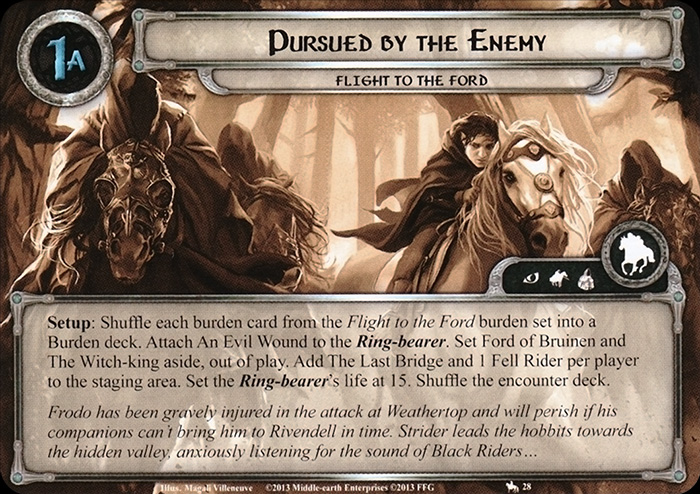 1A
PURSUED BY THE ENEMY
FLIGHT TO THE FORD
Setup: Shuffle each burden card from the Flight to the Ford burden set into a
Burden deck. Attach An Evil Wound to the Ring-bearer. Set Ford of Bruinen and
The Witch-king aside, out of play. Add The Last Bridge and 1 Fell Rider per player
to the staging area. Set the Ring-bearer's life at 15. Shuffle the encounter deck.
Frodo has been gravely injured in the attack at Weathertop and will perish if his
companions can't bring him to Rivendell in time. Strider leads the hobbits towards
the hidden valley, anxiously listening for the sound of Black Riders…
Illus. Magali Villeneuve ©2013 Middle-earth Enterprises ©2013 FFG 28